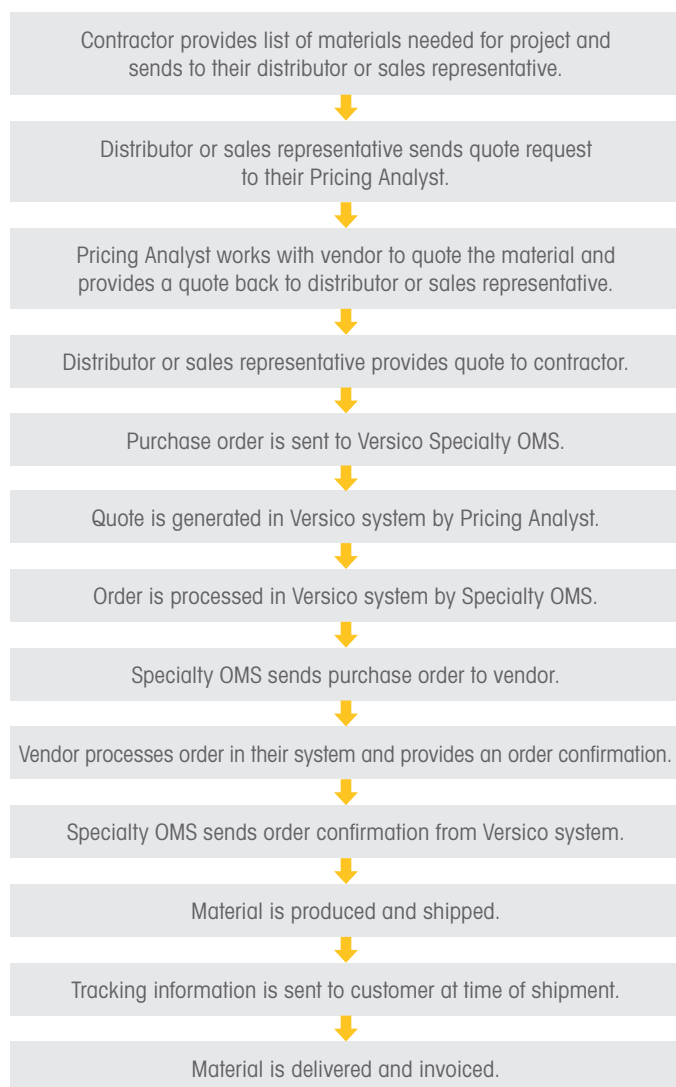 Contractor provides list of materials needed for project and
sends to their distributor or sales representative.
Distributor or sales representative sends quote request
to their Pricing Analyst.
Pricing Analyst works with vendor to quote the material and
provides a quote back to distributor or sales representative.
Distributor or sales representative provides quote to contractor.
Purchase order is sent to Versico Specialty OMS.
Quote is generated in Versico system by Pricing Analyst.
Order is processed in Versico system by Specialty OMS.
Specialty OMS sends purchase order to vendor.
Vendor processes order in their system and provides an order confirmation.
Specialty OMS sends order confirmation from Versico system.
Material is produced and shipped.
Tracking information is sent to customer at time of shipment.
Material is delivered and invoiced.